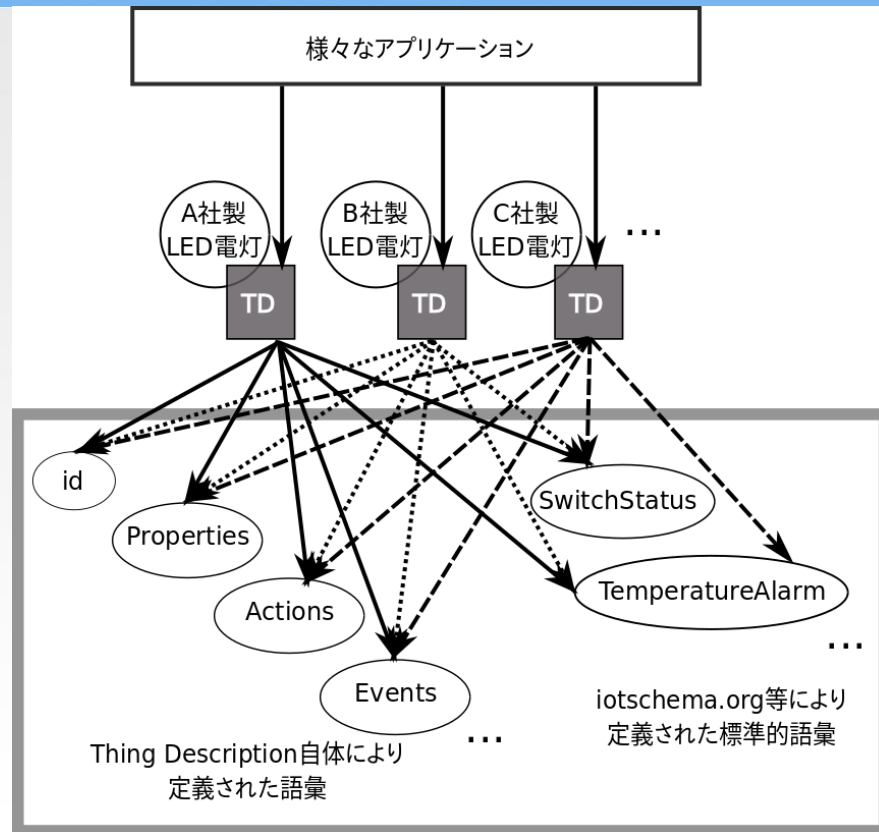 様々なアプリケーション
A社製
LED電灯
B社製
LED電灯
C社製
LED電灯
...
TD
TD
TD
id
Properties
Actions
Events
...
SwitchStatus
TemperatureAlarm
...
Thing Description自体により
定義された語彙
iotschema.org等により
定義された標準的語彙